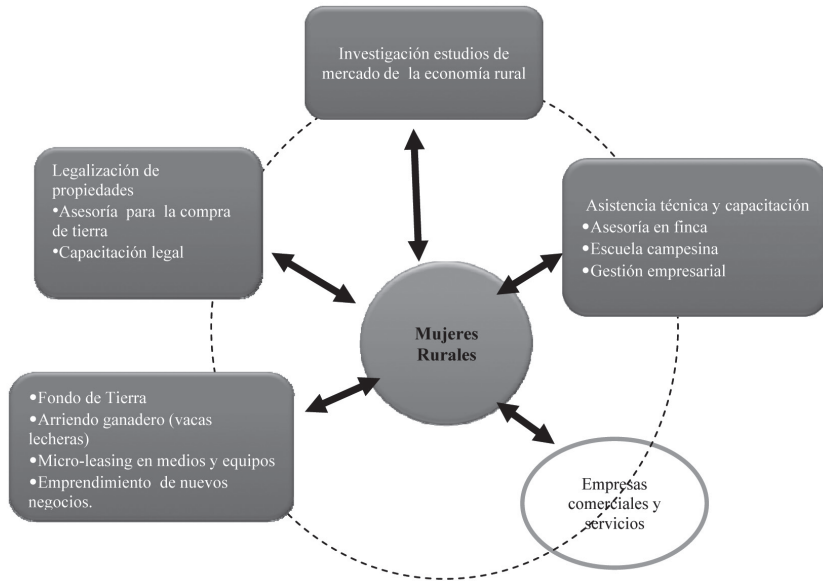 Investigación estudios de
mercado de la economía rural
Legalización de
propiedades
•Asesoría para la compra
de tierra
•Capacitación legal
Asistencia técnica y capacitación
•Asesoría en finca
•Escuela campesina
•Gestión empresarial
Mujeres
Rurales
•Fondo de Tierra
•Arriendo ganadero (vacas
lecheras)
•Micro-leasing en medios y equipos
•Emprendimiento de nuevos
negocios.
Empresas
comerciales y
servicios